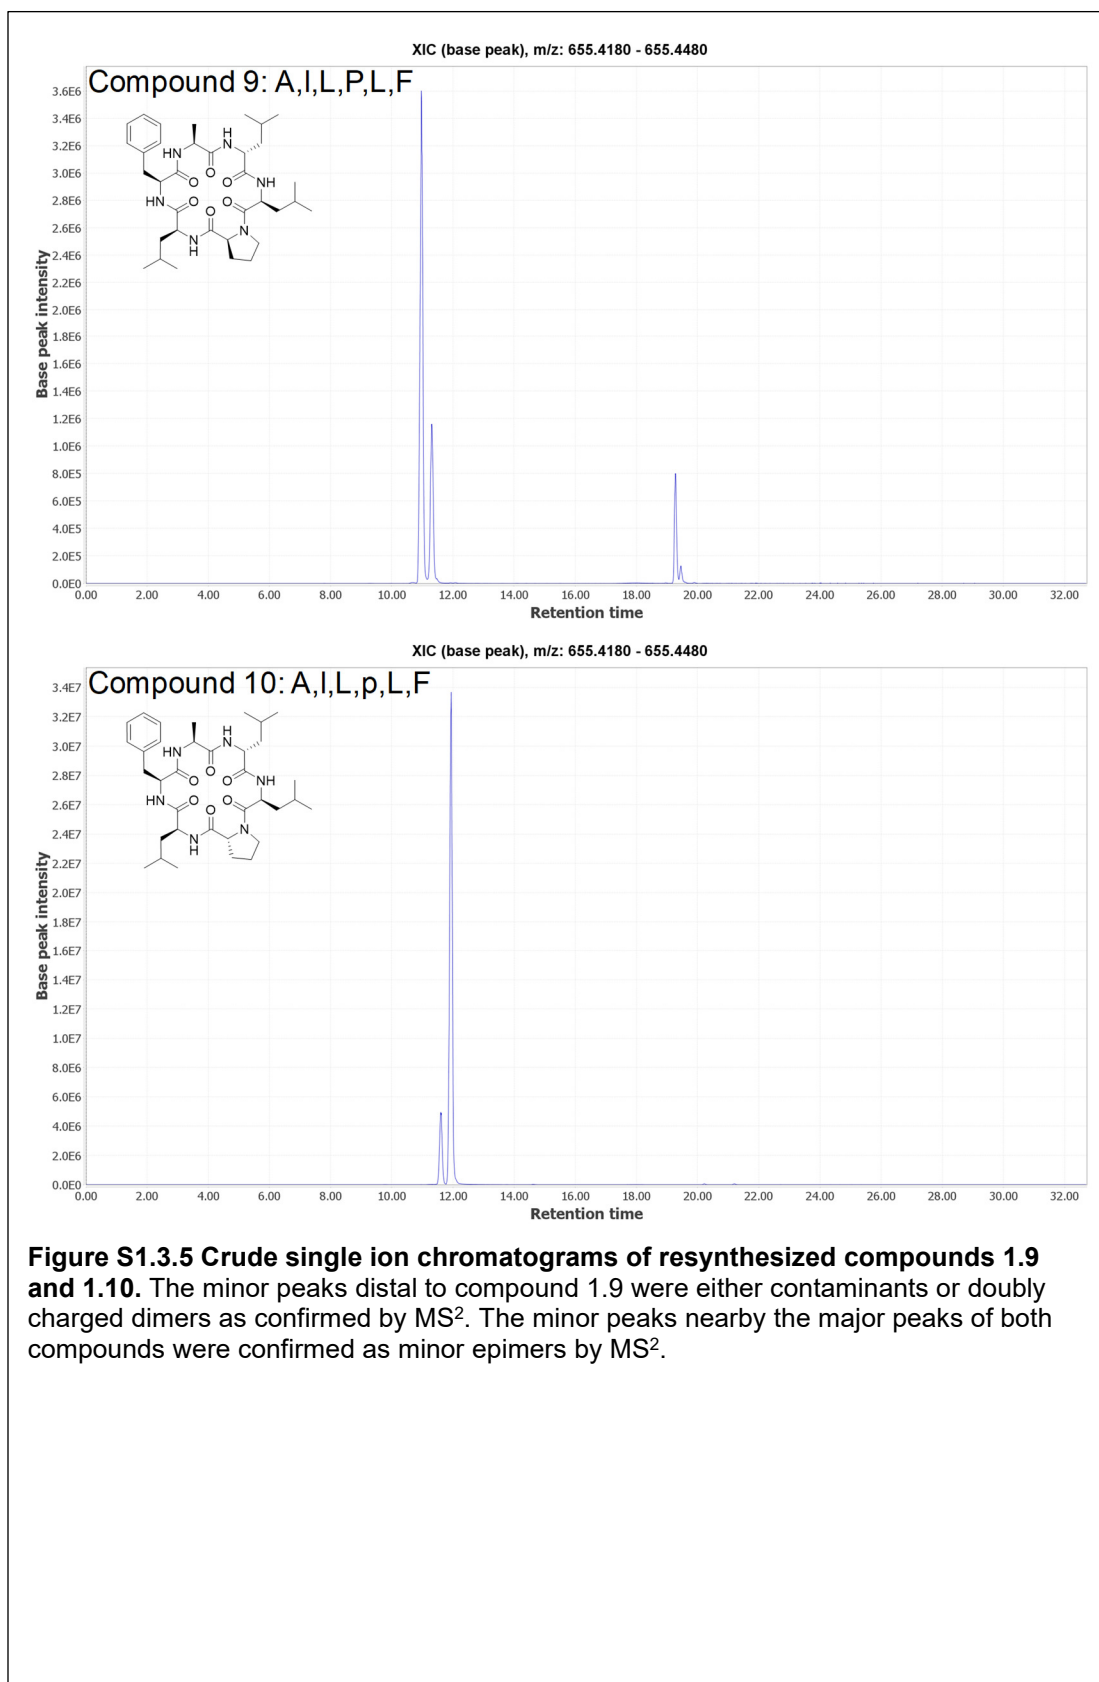 XIC (base peak), m/z: 655.4180 - 655.4480
Compound 9: A,l,L,P,L,F
3.6E6
3.4E6
3.2E6
3.0E6
2.8E6
2.6E6
2.4E6
2.2E6
2.0E6
1.8E6
1.6E6
1.4E6
1.2E6
1.0E6
8.0E5
6.0E5
4.0E5
2.0E5
0.0E0
Base peak intensity
H
N
HN
O
O
O
NH
HN
O
O
O
N
N
H
0.00 2.00 4.00 6.00 8.00 10.00 12.00 14.00 16.00 18.00 20.00 22.00 24.00 26.00 28.00 30.00 32.00
Retention time
XIC (base peak), m/z: 655.4180 - 655.4480
Compound 10: A,l,L,p,L,F
3.4E7
3.2E7
3.0E7
2.8E7
2.6E7
2.4E7
2.2E7
2.0E7
1.8E7
1.6E7
1.4E7
1.2E7
1.0E7
8.0E6
6.0E6
4.0E6
2.0E6
0.0E0
Base peak intensity
H
N
HN
O
O
O
NH
HN
O
O
O
N
N
H
0.00 2.00 4.00 6.00 8.00 10.00 12.00 14.00 16.00 18.00 20.00 22.00 24.00 26.00 28.00 30.00 32.00
Retention time
Figure S1.3.5 Crude single ion chromatograms of resynthesized compounds 1.9
and 1.10. The minor peaks distal to compound 1.9 were either contaminants or doubly
charged dimers as confirmed by MS². The minor peaks nearby the major peaks of both
compounds were confirmed as minor epimers by MS².